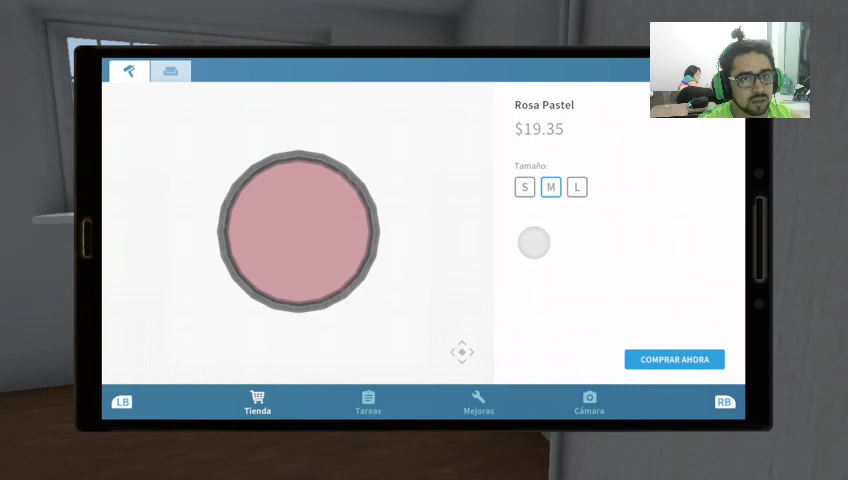 Rosa Pastel
$19.35
Tamaño:
S M L
COMPRAR AHORA
LB
Tienda
Tareas
Mejoras
Cámara
RB